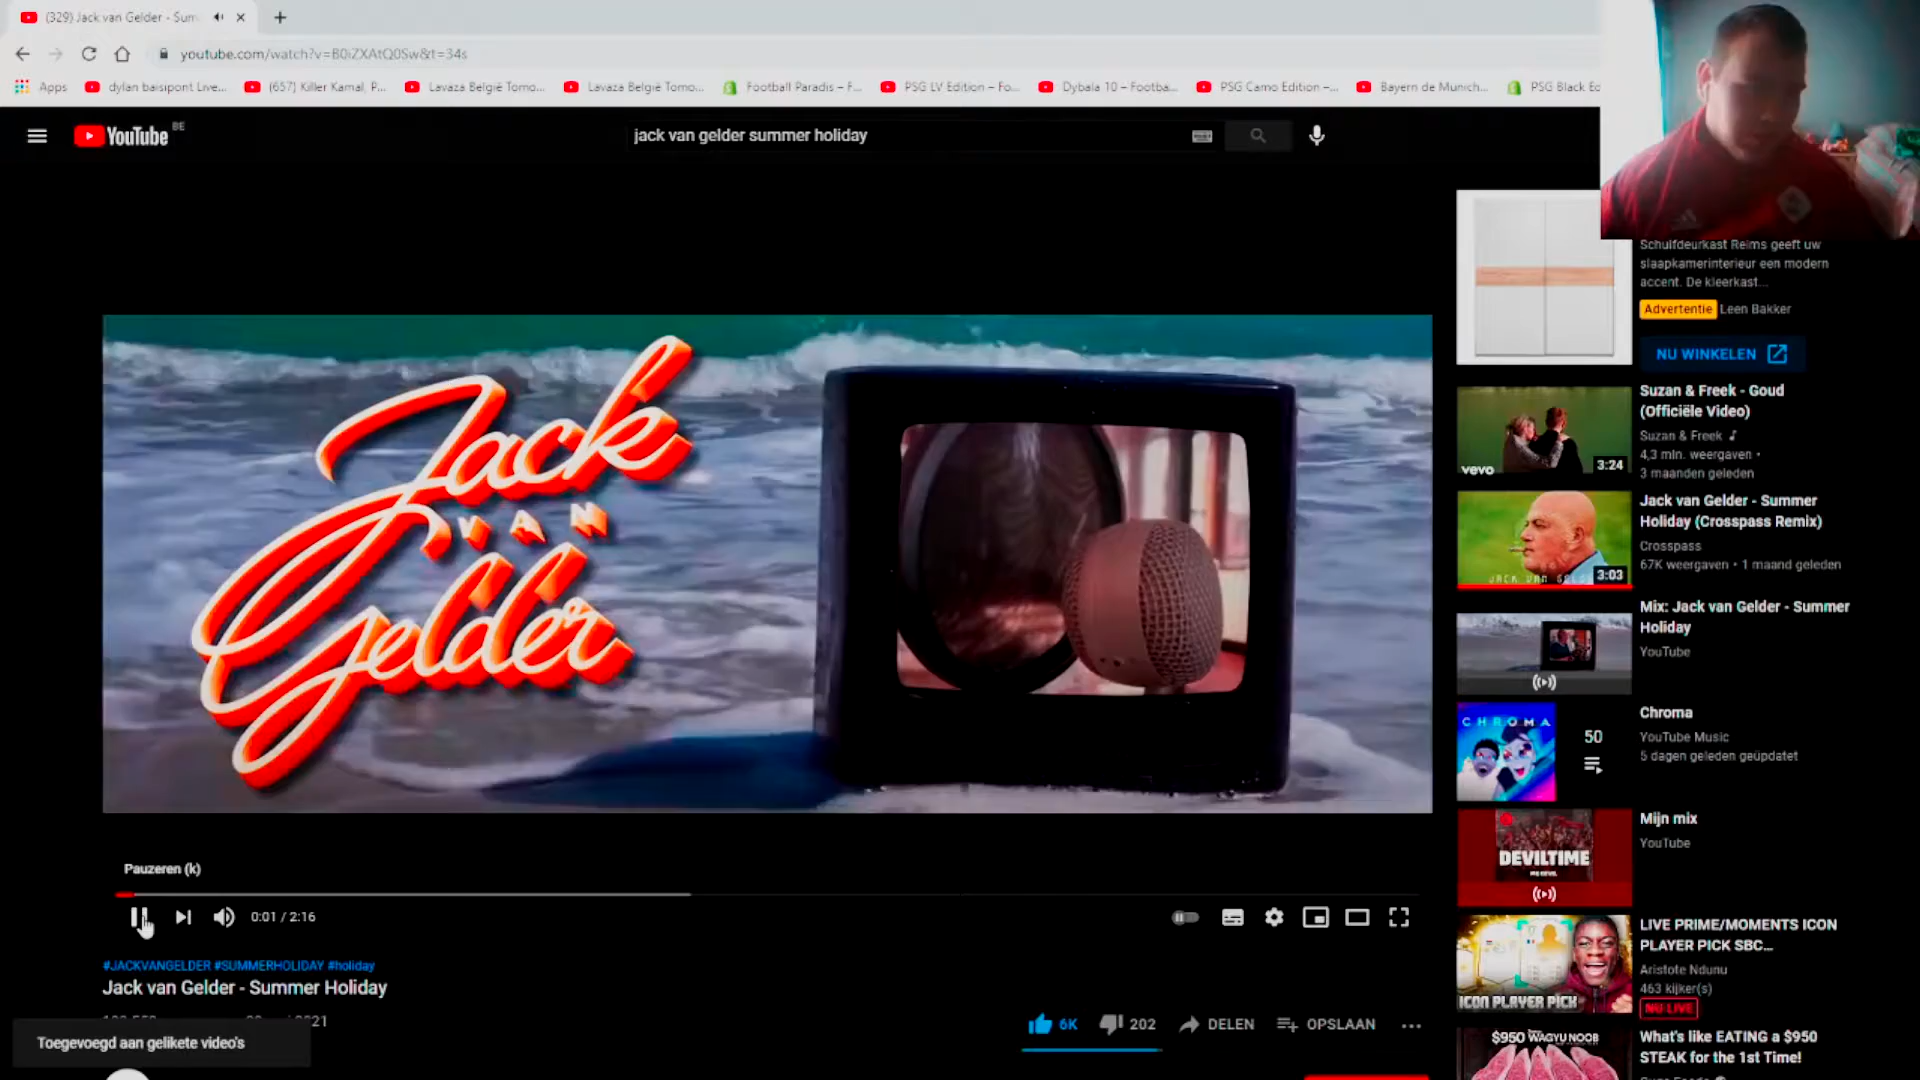 (329) Jack van Gelder - Sum
youtube.com/watch?v=B0iZXAtQ0Sw&t=34s
Apps
dylan baisipont Live...
(657) Killer Kamal, P...
Lavaza België Tomo...
Lavaza België Tomo...
Football Paradis – F...
PSG LV Edition – Fo...
Dybala 10 – Footba...
PSG Camo Edition –...
Bayern de Munich...
PSG Black Ed
YouTube BE
jack van gelder summer holiday
Jack
VAN
Gelder
Schuifdeurkast Reims geeft uw
slaapkamerinterieur een modern
accent. De kleerkast...
Advertentie Leen Bakker
NU WINKELEN
Suzan & Freek - Goud
(Officiële Video)
Suzan & Freek
4,3 mln. weergaven •
3 maanden geleden
vevo
3:24
Jack van Gelder - Summer
Holiday (Crosspass Remix)
Crosspass
67K weergaven • 1 maand geleden
3:03
Mix: Jack van Gelder - Summer
Holiday
YouTube
CHROMA
50
Chroma
YouTube Music
5 dagen geleden geüpdatet
DEVILTIME
Mijn mix
YouTube
ICON PLAYER PICK
LIVE PRIME/MOMENTS ICON
PLAYER PICK SBC...
Aristote Ndunu
463 kijker(s)
NU LIVE
$950 WAGYU NOOB
What's like EATING a $950
STEAK for the 1st Time!
Pauzeren (k)
0:01 / 2:16
#JACKVANGELDER #SUMMERHOLIDAY #holiday
Jack van Gelder - Summer Holiday
6K
202
DELEN
OPSLAAN
Toegevoegd aan gelikete video's